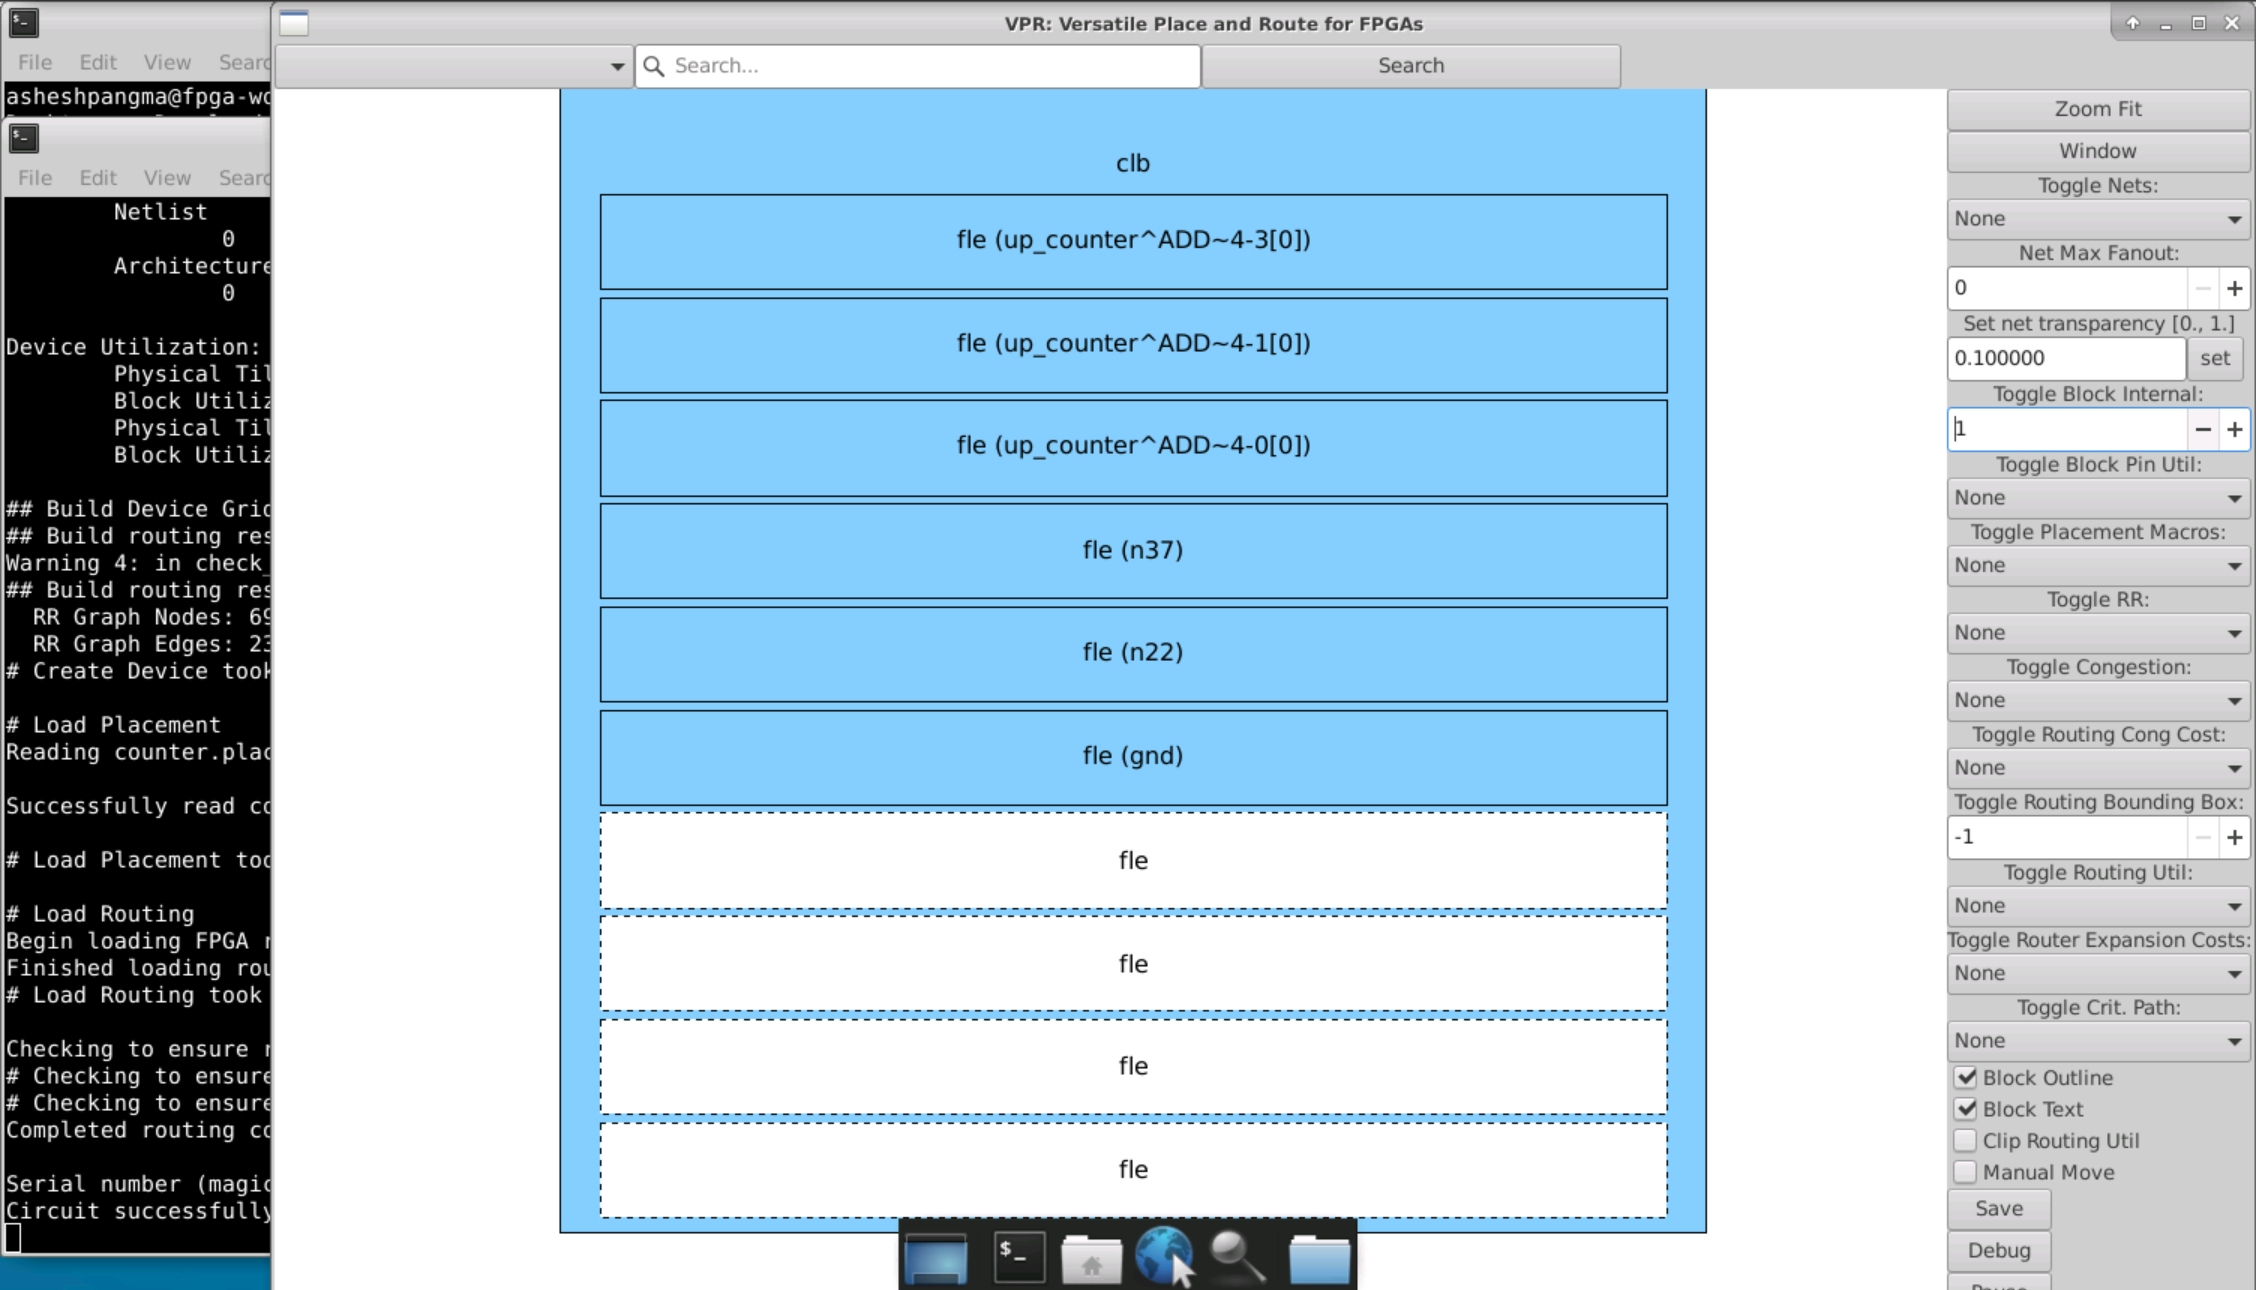 VPR: Versatile Place and Route for FPGAs
File Edit View Searc
Search...
Search
asheshpangma@fpga-wo
File Edit View Searc
Netlist
0
Architecture
0
Device Utilization:
Physical Til
Block Utiliz
Physical Til
Block Utiliz
## Build Device Grid
## Build routing res
Warning 4: in check_
## Build routing res
RR Graph Nodes: 69
RR Graph Edges: 23
# Create Device took
# Load Placement
Reading counter.plac
Successfully read co
# Load Placement too
# Load Routing
Begin loading FPGA r
Finished loading rou
# Load Routing took
Checking to ensure r
# Checking to ensure
# Checking to ensure
Completed routing co
Serial number (magic
Circuit successfully
clb
fle (up_counter^ADD~4-3[0])
fle (up_counter^ADD~4-1[0])
fle (up_counter^ADD~4-0[0])
fle (n37)
fle (n22)
fle (gnd)
fle
fle
fle
fle
$_
Zoom Fit
Window
Toggle Nets:
None
Net Max Fanout:
0
Set net transparency [0., 1.]
0.100000 set
Toggle Block Internal:
1
Toggle Block Pin Util:
None
Toggle Placement Macros:
None
Toggle RR:
None
Toggle Congestion:
None
Toggle Routing Cong Cost:
None
Toggle Routing Bounding Box:
-1
Toggle Routing Util:
None
Toggle Router Expansion Costs:
None
Toggle Crit. Path:
None
Block Outline
Block Text
Clip Routing Util
Manual Move
Save
Debug